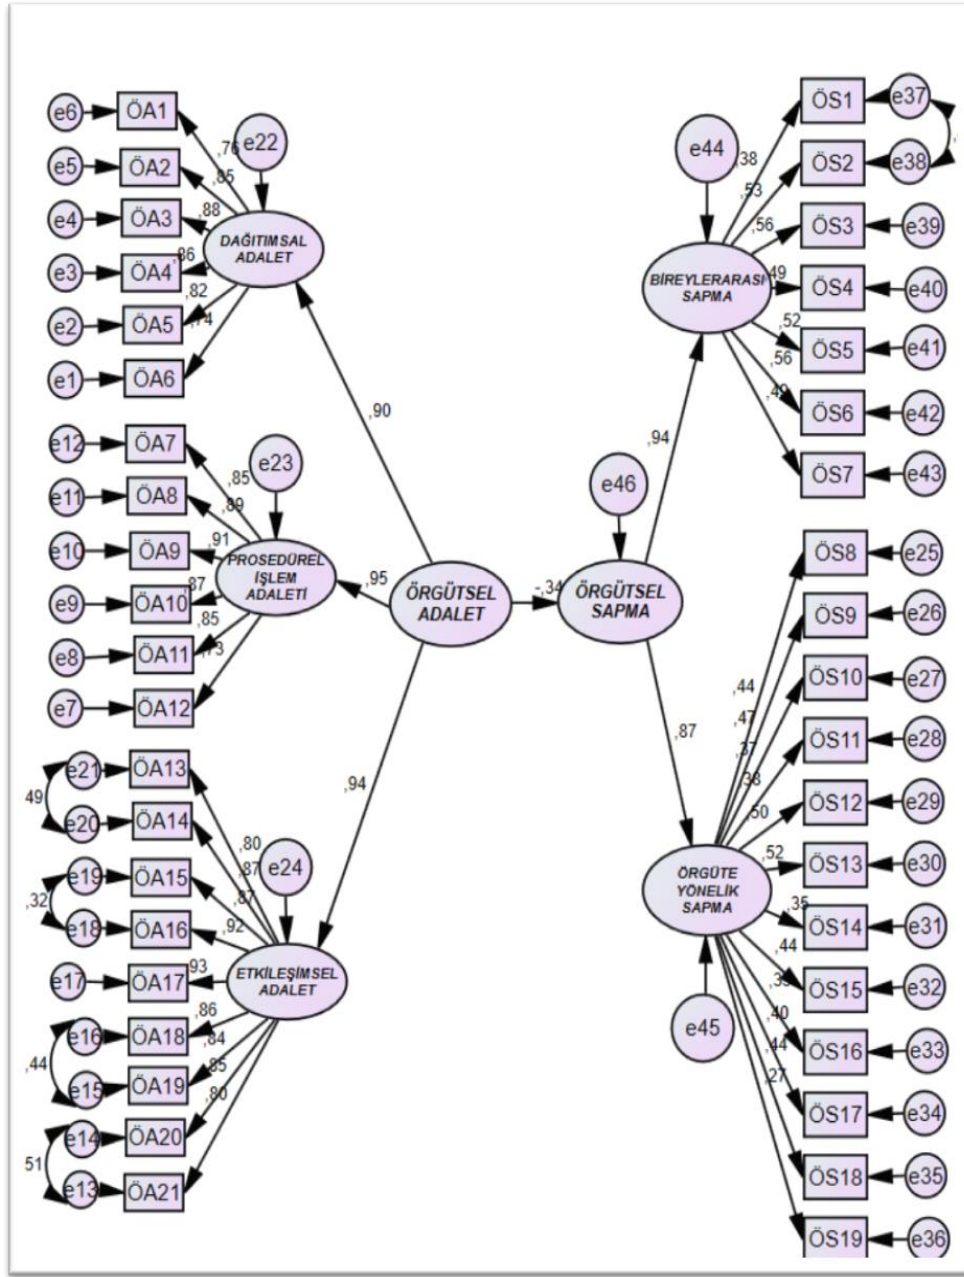 e6 ÖA1
e5 ÖA2
e4 ÖA3
e3 ÖA4
e2 ÖA5
e1 ÖA6
e22
,76
,85
,88
,86
,82
,74
DAĞITIMSAL
ADALET
,90
e12 ÖA7
e11 ÖA8
e10 ÖA9
e9 ÖA10
e8 ÖA11
e7 ÖA12
e23
,85
,89
,91
,87
,85
,73
PROSEDÜREL
İŞLEM
ADALETİ
,95
ÖRGÜTSEL
ADALET
-,34
,94
e21 ÖA13
49
e20 ÖA14
e19 ÖA15
,32
e18 ÖA16
e17 ÖA17
e16 ÖA18
,44
e15 ÖA19
e14 ÖA20
51
e13 ÖA21
e24
,80
,87
,87
,92
93
,86
,84
,85
,80
ETKİLEŞİMSEL
ADALET
e46
ÖRGÜTSEL
SAPMA
,94
,87
e44
BİREYLERARASI
SAPMA
,38
,53
,56
,49
,52
,56
ÖS1 e37
ÖS2 e38
ÖS3 e39
ÖS4 e40
ÖS5 e41
ÖS6 e42
ÖS7 e43
ÖRGÜTE
YÖNELİK
SAPMA
e45
,44
,47
,37
,38
,50
,52
,35
,44
,40
,44
,27
ÖS8 e25
ÖS9 e26
ÖS10 e27
ÖS11 e28
ÖS12 e29
ÖS13 e30
ÖS14 e31
ÖS15 e32
ÖS16 e33
ÖS17 e34
ÖS18 e35
ÖS19 e36